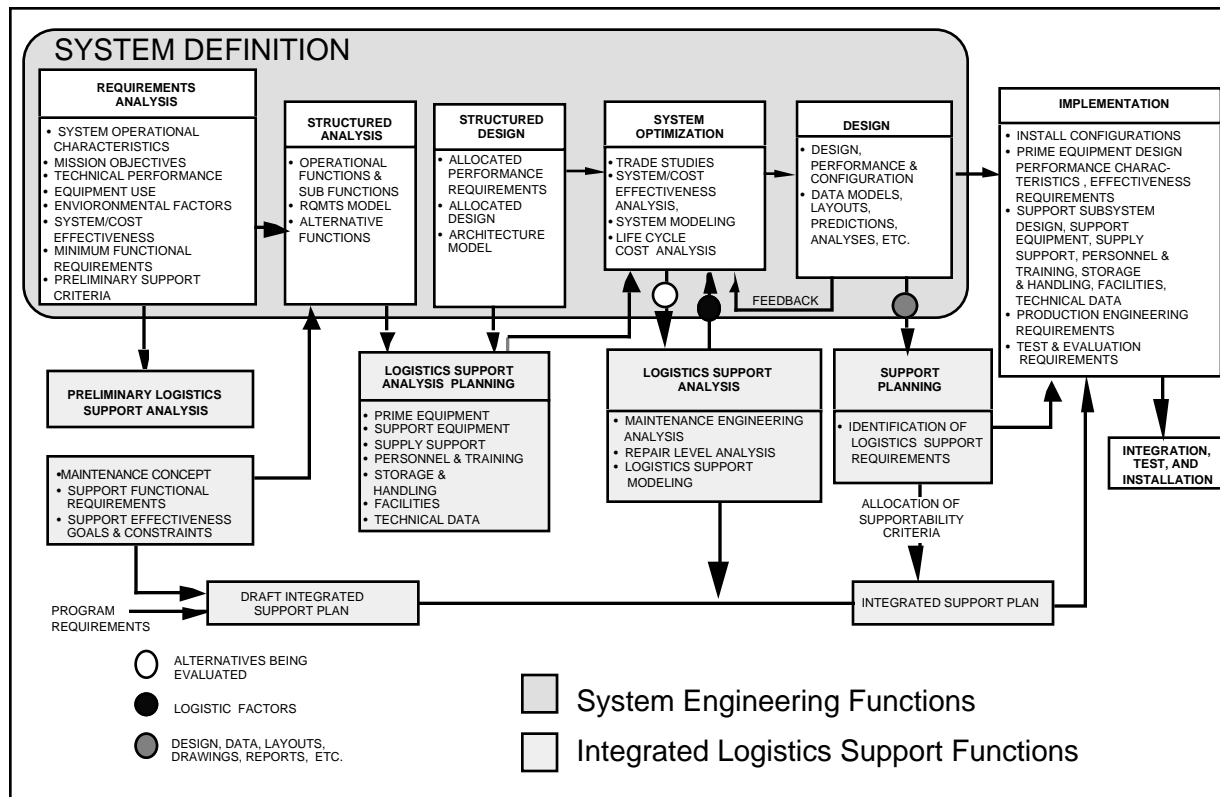 SYSTEM DEFINITION
REQUIREMENTS
ANALYSIS
• SYSTEM OPERATIONAL
CHARACTERISTICS
• MISSION OBJECTIVES
• TECHNICAL PERFORMANCE
• EQUIPMENT USE
• ENVIORONMENTAL FACTORS
• SYSTEM/COST
EFFECTIVENESS
• MINIMUM FUNCTIONAL
REQUIREMENTS
• PRELIMINARY SUPPORT
CRITERIA
STRUCTURED
ANALYSIS
• OPERATIONAL
FUNCTIONS &
SUB FUNCTIONS
• RQMTS MODEL
• ALTERNATIVE
FUNCTIONS
STRUCTURED
DESIGN
• ALLOCATED
PERFORMANCE
REQUIREMENTS
• ALLOCATED
DESIGN
• ARCHITECTURE
MODEL
SYSTEM
OPTIMIZATION
• TRADE STUDIES
• SYSTEM/COST
EFFECTIVENESS
ANALYSIS,
• SYSTEM MODELING
• LIFE CYCLE
COST ANALYSIS
DESIGN
• DESIGN,
PERFORMANCE &
CONFIGURATION
• DATA MODELS,
LAYOUTS,
PREDICTIONS,
ANALYSES, ETC.
FEEDBACK
IMPLEMENTATION
• INSTALL CONFIGURATIONS
• PRIME EQUIPMENT DESIGN
PERFORMANCE CHARAC-
TERISTICS , EFFECTIVENESS
REQUIREMENTS
• SUPPORT SUBSYSTEM
DESIGN, SUPPORT
EQUIPMENT, SUPPLY
SUPPORT, PERSONNEL &
TRAINING, STORAGE
& HANDLING, FACILITIES,
TECHNICAL DATA
• PRODUCTION ENGINEERING
REQUIREMENTS
• TEST & EVALUATION
REQUIREMENTS
PRELIMINARY LOGISTICS
SUPPORT ANALYSIS
LOGISTICS SUPPORT
ANALYSIS PLANNING
• PRIME EQUIPMENT
• SUPPORT EQUIPMENT
• SUPPLY SUPPORT
• PERSONNEL & TRAINING
• STORAGE &
HANDLING
• FACILITIES
• TECHNICAL DATA
LOGISTICS SUPPORT
ANALYSIS
• MAINTENANCE ENGINEERING
ANALYSIS
• REPAIR LEVEL ANALYSIS
• LOGISTICS SUPPORT
MODELING
SUPPORT
PLANNING
• IDENTIFICATION OF
LOGISTICS SUPPORT
REQUIREMENTS
INTEGRATION,
TEST, AND
INSTALLATION
•MAINTENANCE CONCEPT
• SUPPORT FUNCTIONAL
REQUIREMENTS
• SUPPORT EFFECTIVENESS
GOALS & CONSTRAINTS
ALLOCATION OF
SUPPORTABILITY
CRITERIA
PROGRAM
REQUIREMENTS
DRAFT INTEGRATED
SUPPORT PLAN
INTEGRATED SUPPORT PLAN
ALTERNATIVES BEING
EVALUATED
LOGISTIC FACTORS
DESIGN, DATA, LAYOUTS,
DRAWINGS, REPORTS, ETC.
System Engineering Functions
Integrated Logistics Support Functions